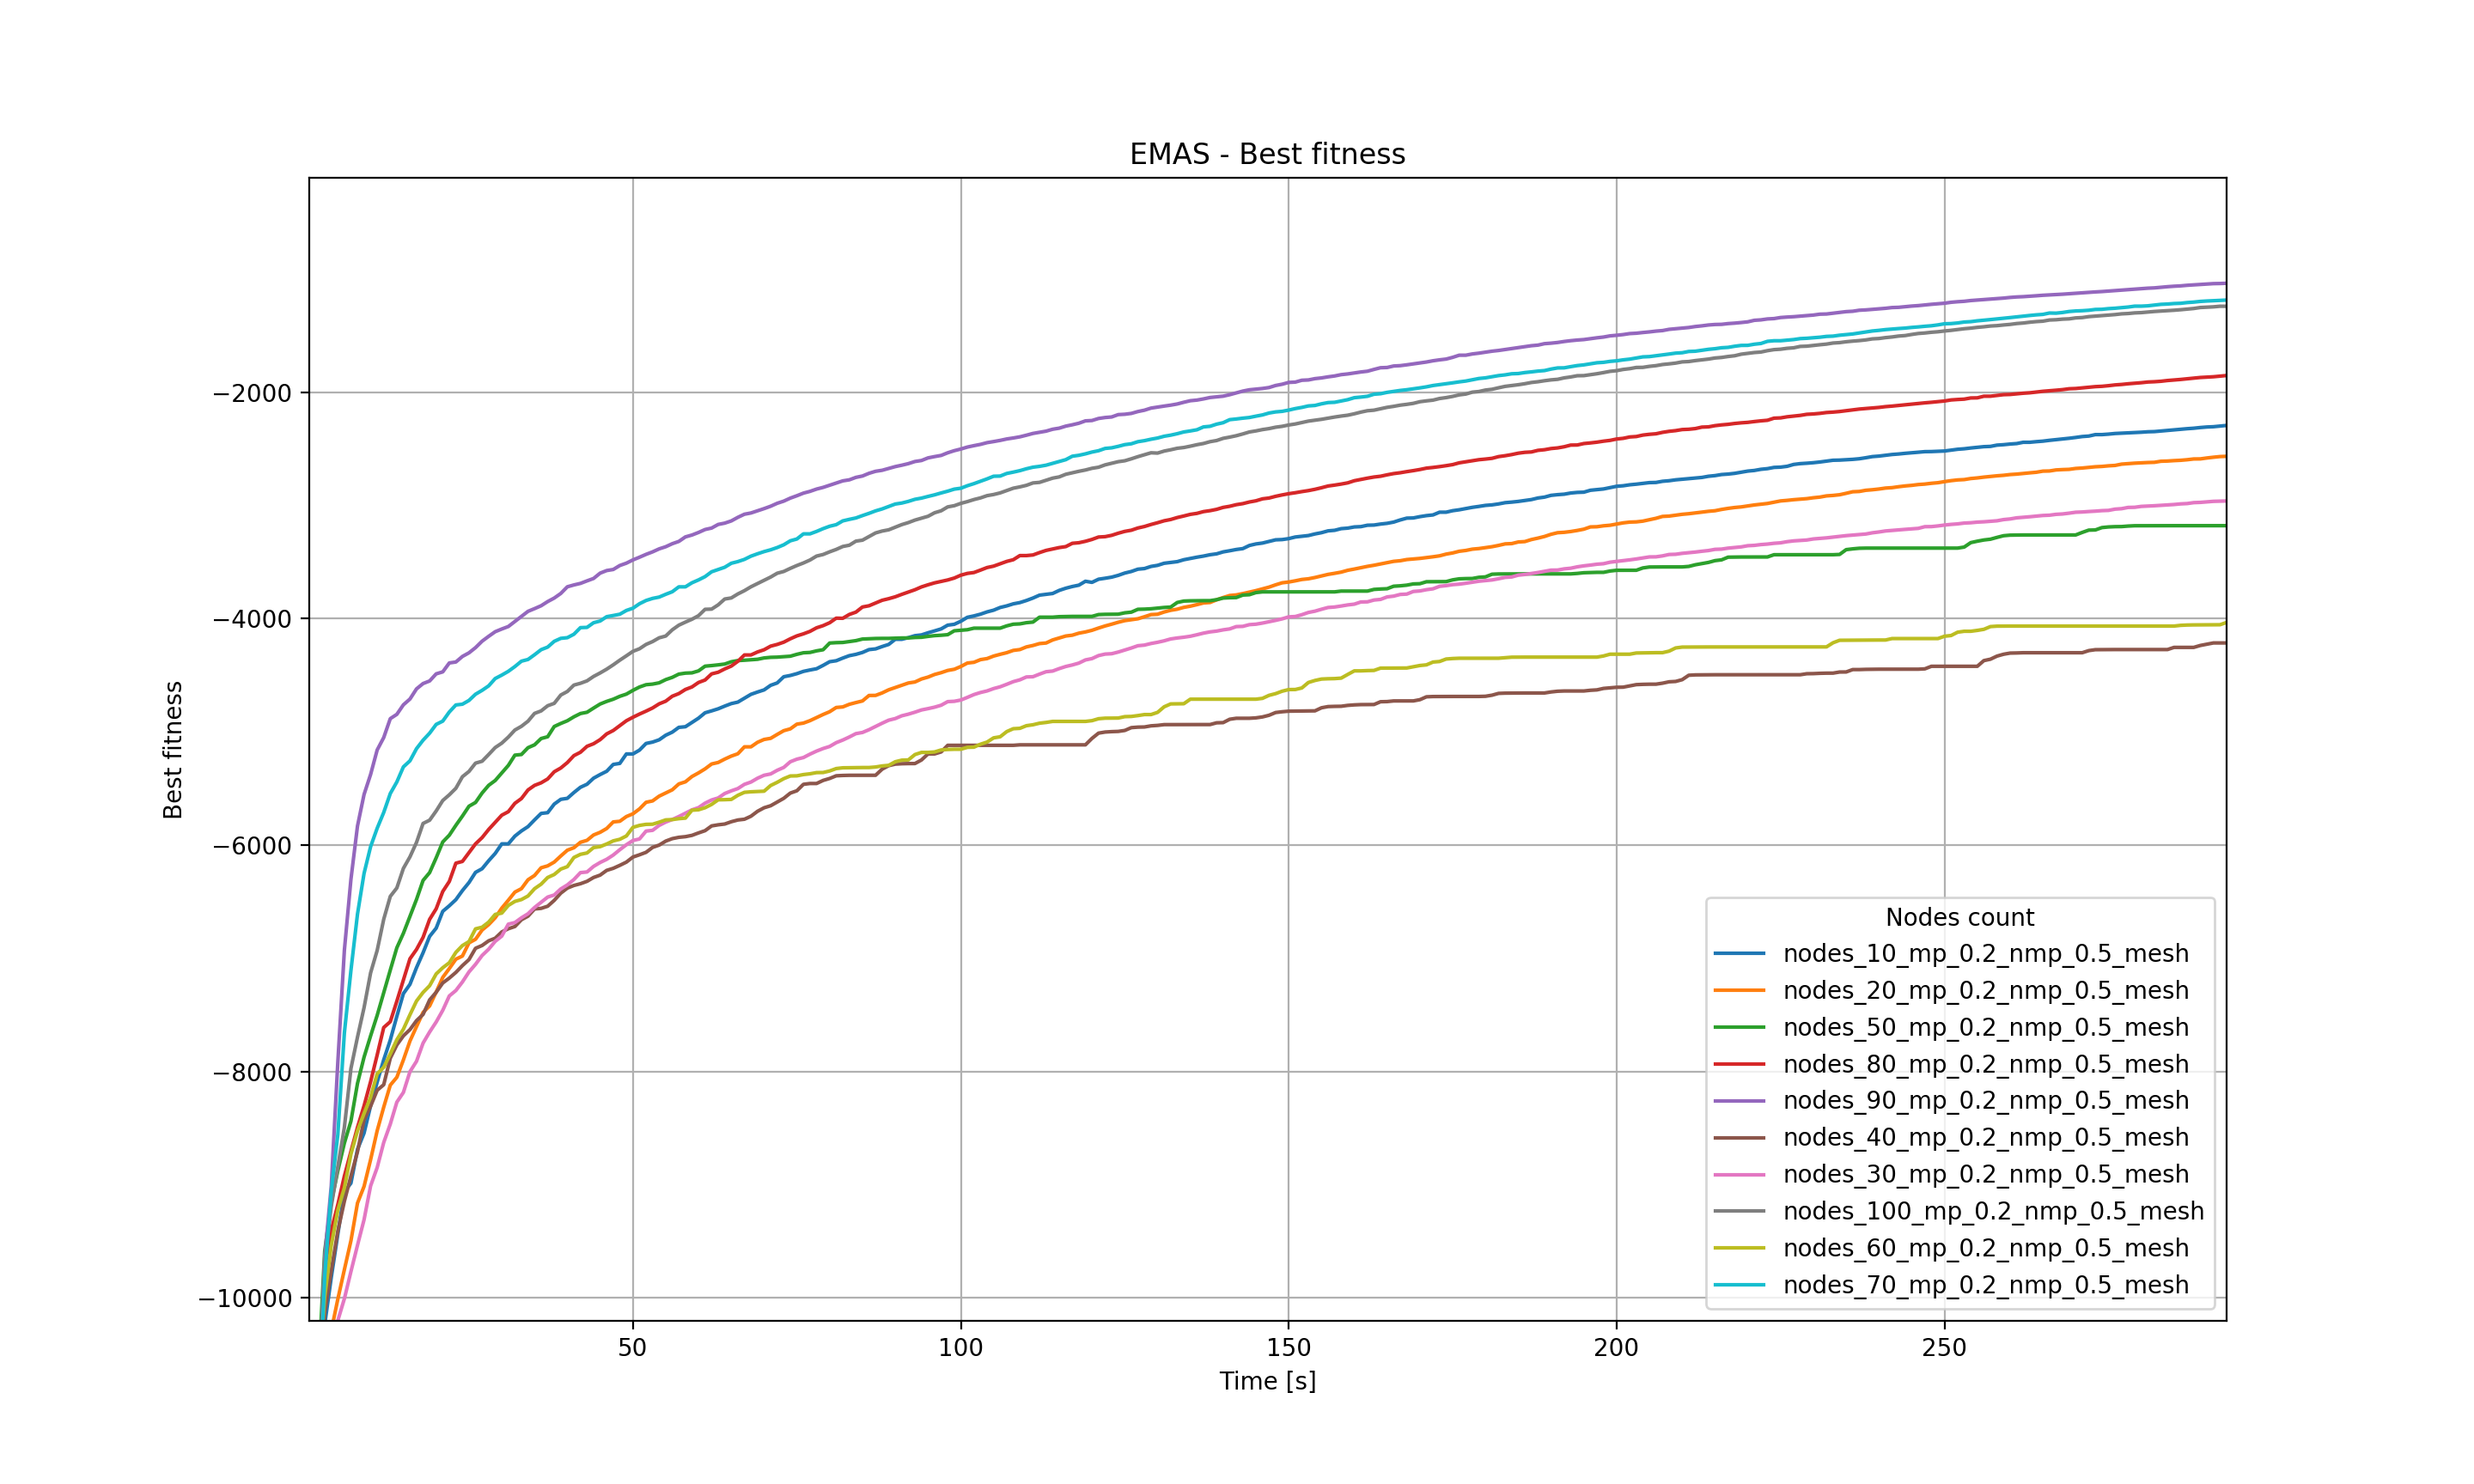 EMAS - Best fitness
Best fitness
−2000
−4000
−6000
−8000
−10000
50
100
150
200
250
Time [s]
Nodes count
nodes_10_mp_0.2_nmp_0.5_mesh
nodes_20_mp_0.2_nmp_0.5_mesh
nodes_50_mp_0.2_nmp_0.5_mesh
nodes_80_mp_0.2_nmp_0.5_mesh
nodes_90_mp_0.2_nmp_0.5_mesh
nodes_40_mp_0.2_nmp_0.5_mesh
nodes_30_mp_0.2_nmp_0.5_mesh
nodes_100_mp_0.2_nmp_0.5_mesh
nodes_60_mp_0.2_nmp_0.5_mesh
nodes_70_mp_0.2_nmp_0.5_mesh